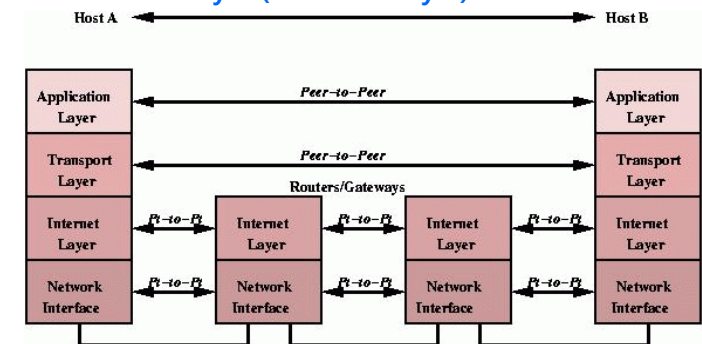 Host A
Host B
Peer-to-Peer
Application
Layer
Application
Layer
Peer-to-Peer
Transport
Layer
Transport
Layer
Routers/Gateways
Internet
Layer
Pt-to-Pt
Internet
Layer
Pt-to-Pt
Internet
Layer
Pt-to-Pt
Internet
Layer
Network
Interface
Pt-to-Pt
Network
Interface
Pt-to-Pt
Network
Interface
Pt-to-Pt
Network
Interface